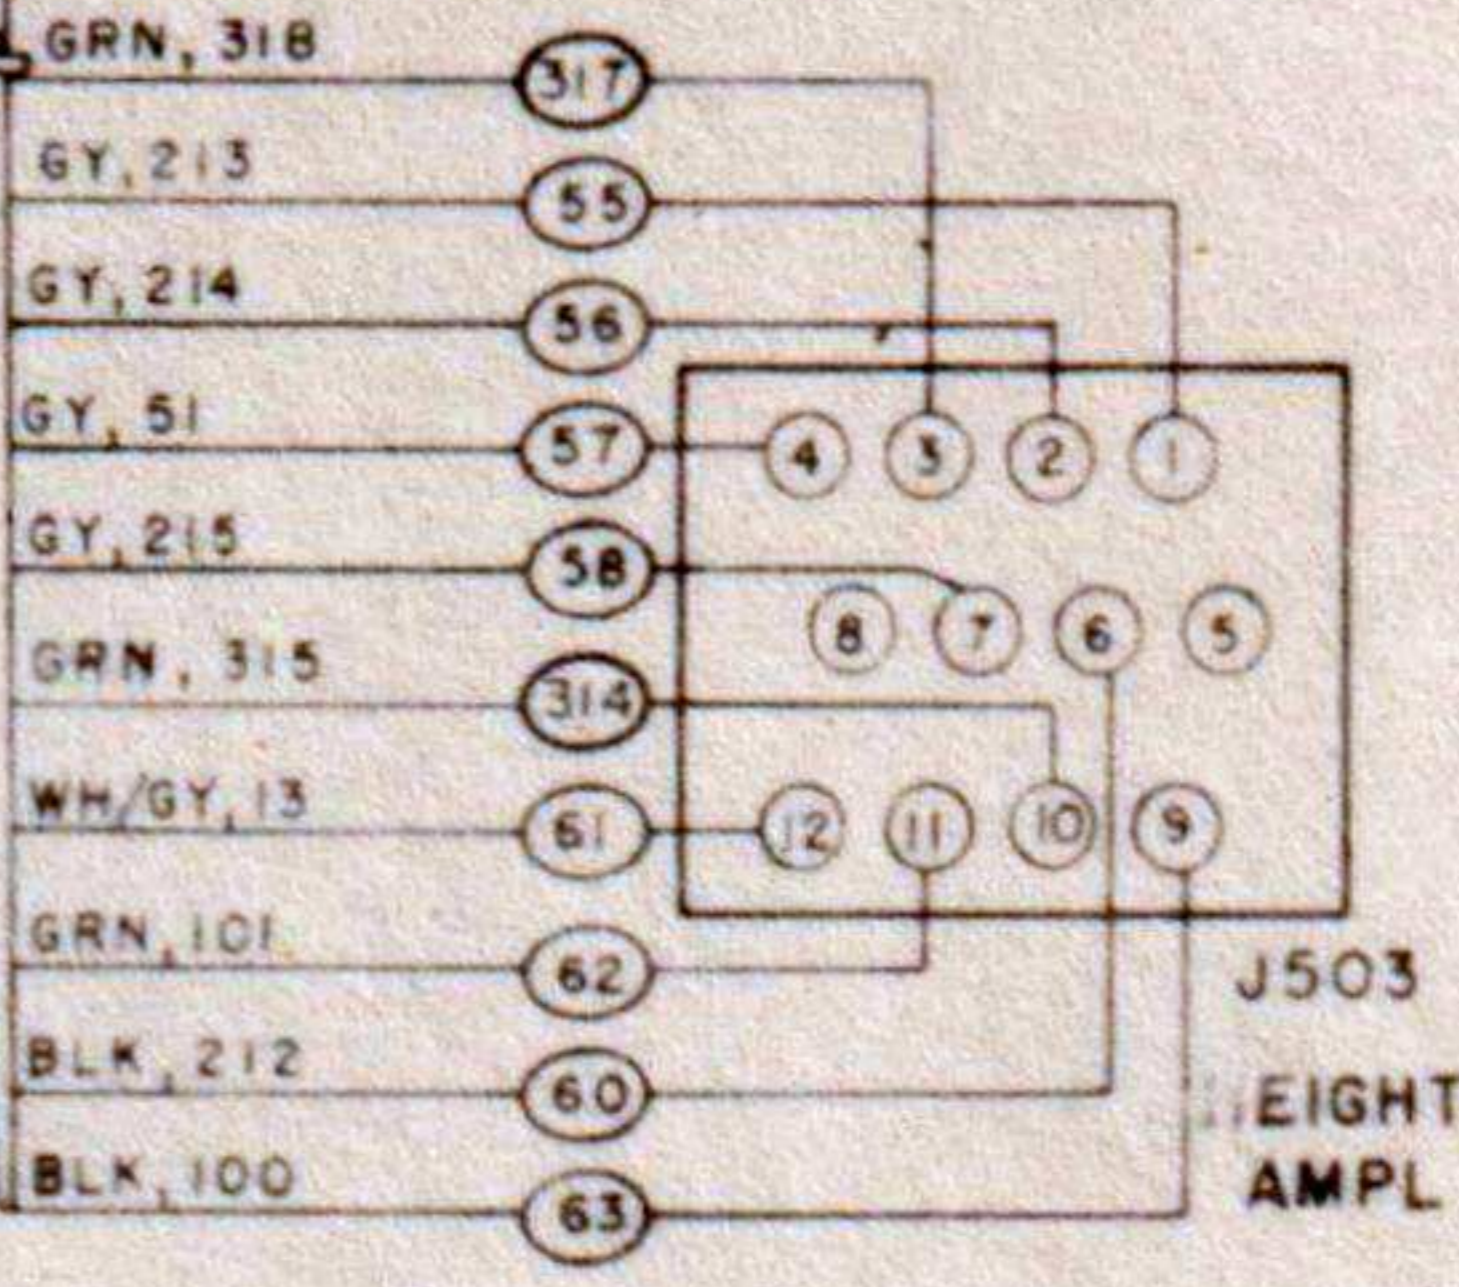 GRN, 318 317
GY, 213 55
GY, 214 56
GY, 51 57 4 3 2 1
GY, 215 58
8 7 6 5
GRN, 315 314
WH/GY, 13 61 12 11 10 9
GRN, 101 62
J503
BLK, 212 60
EIGHT
AMPL
BLK, 100 63